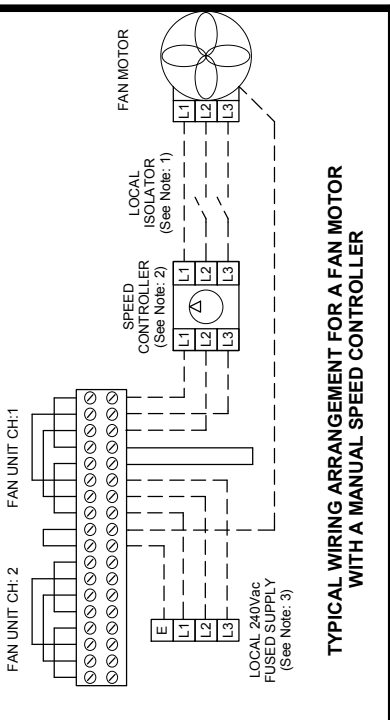 FAN UNIT CH: 2
FAN UNIT CH:1
SPEED
CONTROLLER
(See Note: 2)
LOCAL
ISOLATOR
(See Note: 1)
FAN MOTOR
L1
L2
L3
L1
L2
L3
L1
L2
L3
E
L1
L2
L3
LOCAL 240Vac
FUSED SUPPLY
(See Note: 3)
TYPICAL WIRING ARRANGEMENT FOR A FAN MOTOR
WITH A MANUAL SPEED CONTROLLER